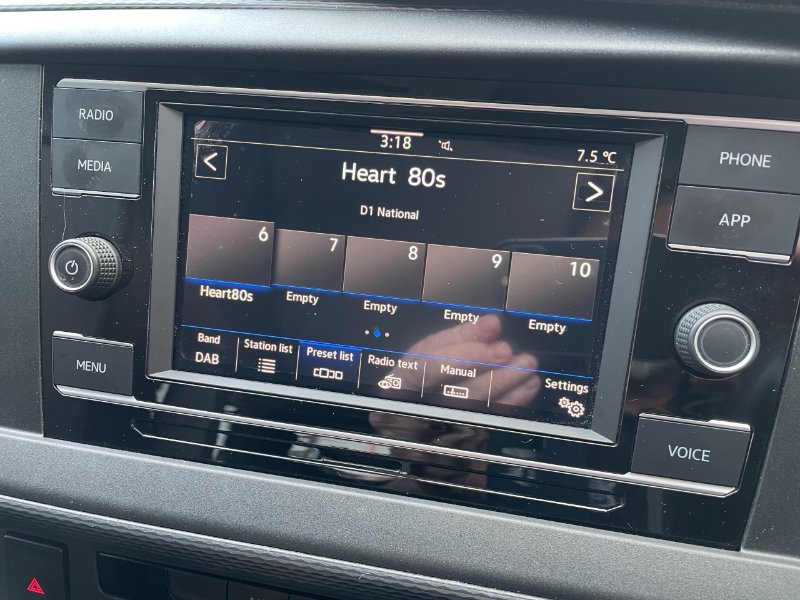 RADIO
MEDIA
MENU
3:18
7.5 °C
<
Heart 80s
>
D1 National
6
7
8
9
10
Heart80s
Empty
Empty
Empty
Empty
Band
DAB
Station list
Preset list
Radio text
Manual
Settings
PHONE
APP
VOICE